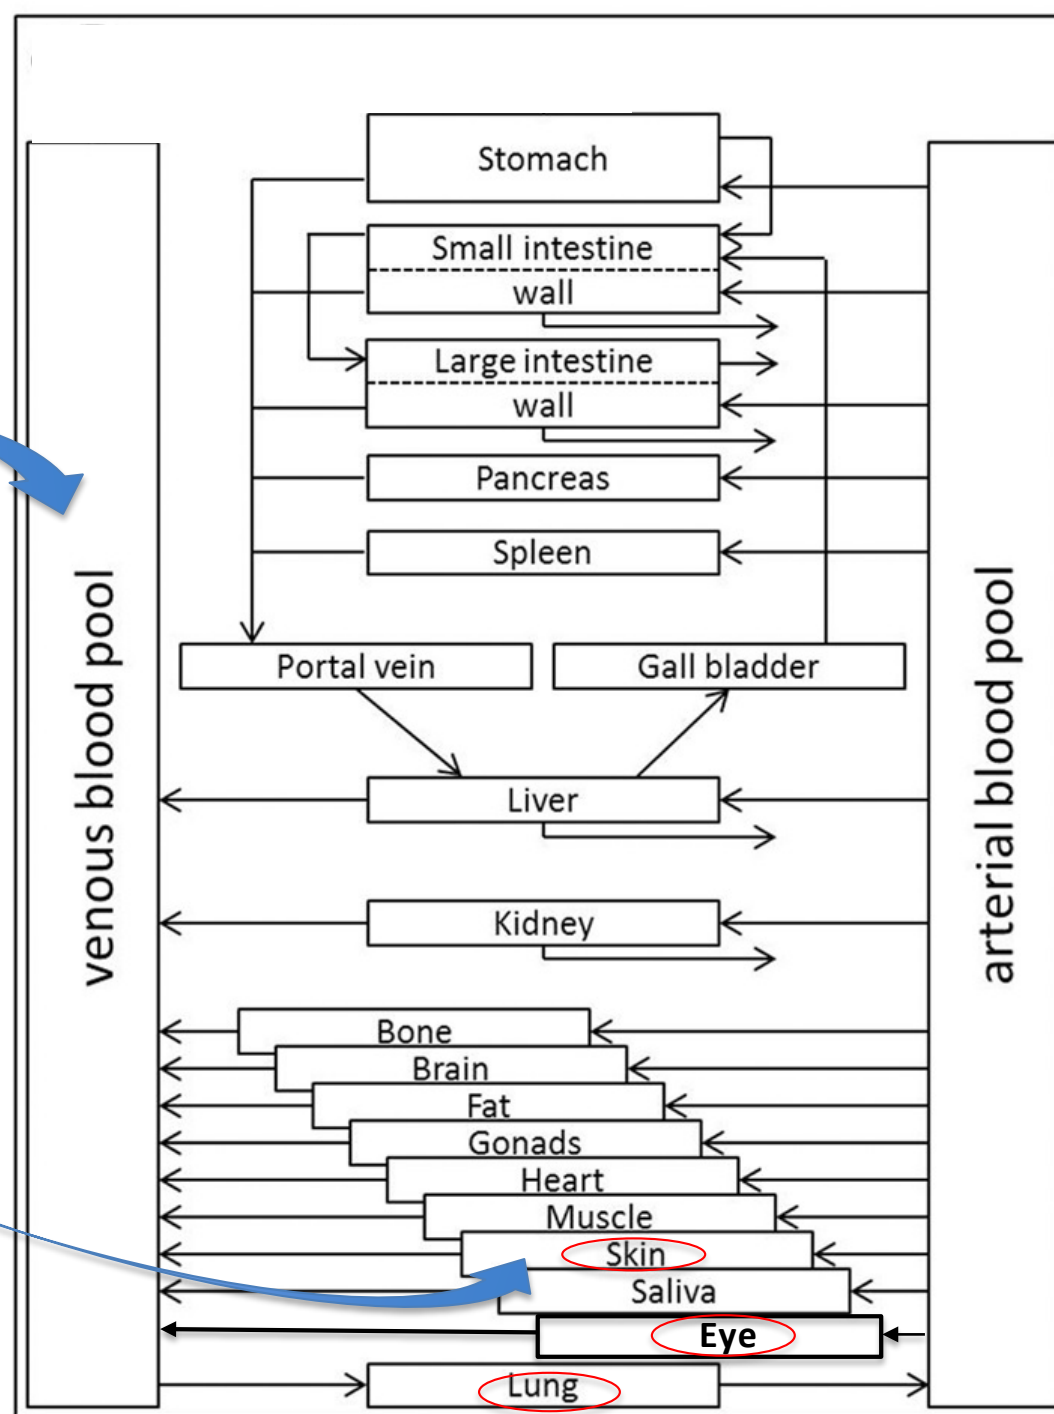 Stomach
Small intestine
wall
Large intestine
wall
Pancreas
Spleen
Portal vein
Gall bladder
Liver
Kidney
Bone
Brain
Fat
Gonads
Heart
Muscle
Skin
Saliva
Eye
Lung
venous blood pool
arterial blood pool